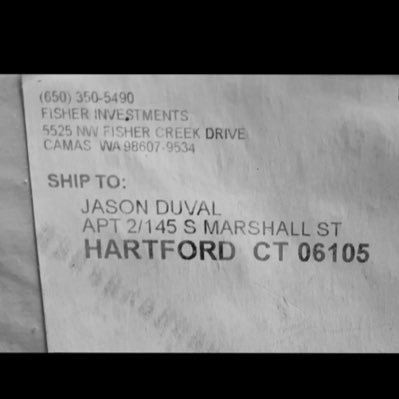 (650) 350-5490
FISHER INVESTMENTS
5525 NW FISHER CREEK DRIVE
CAMAS WA 98607-9534
SHIP TO:
JASON DUVAL
APT 2/145 S MARSHALL ST
HARTFORD CT 06105